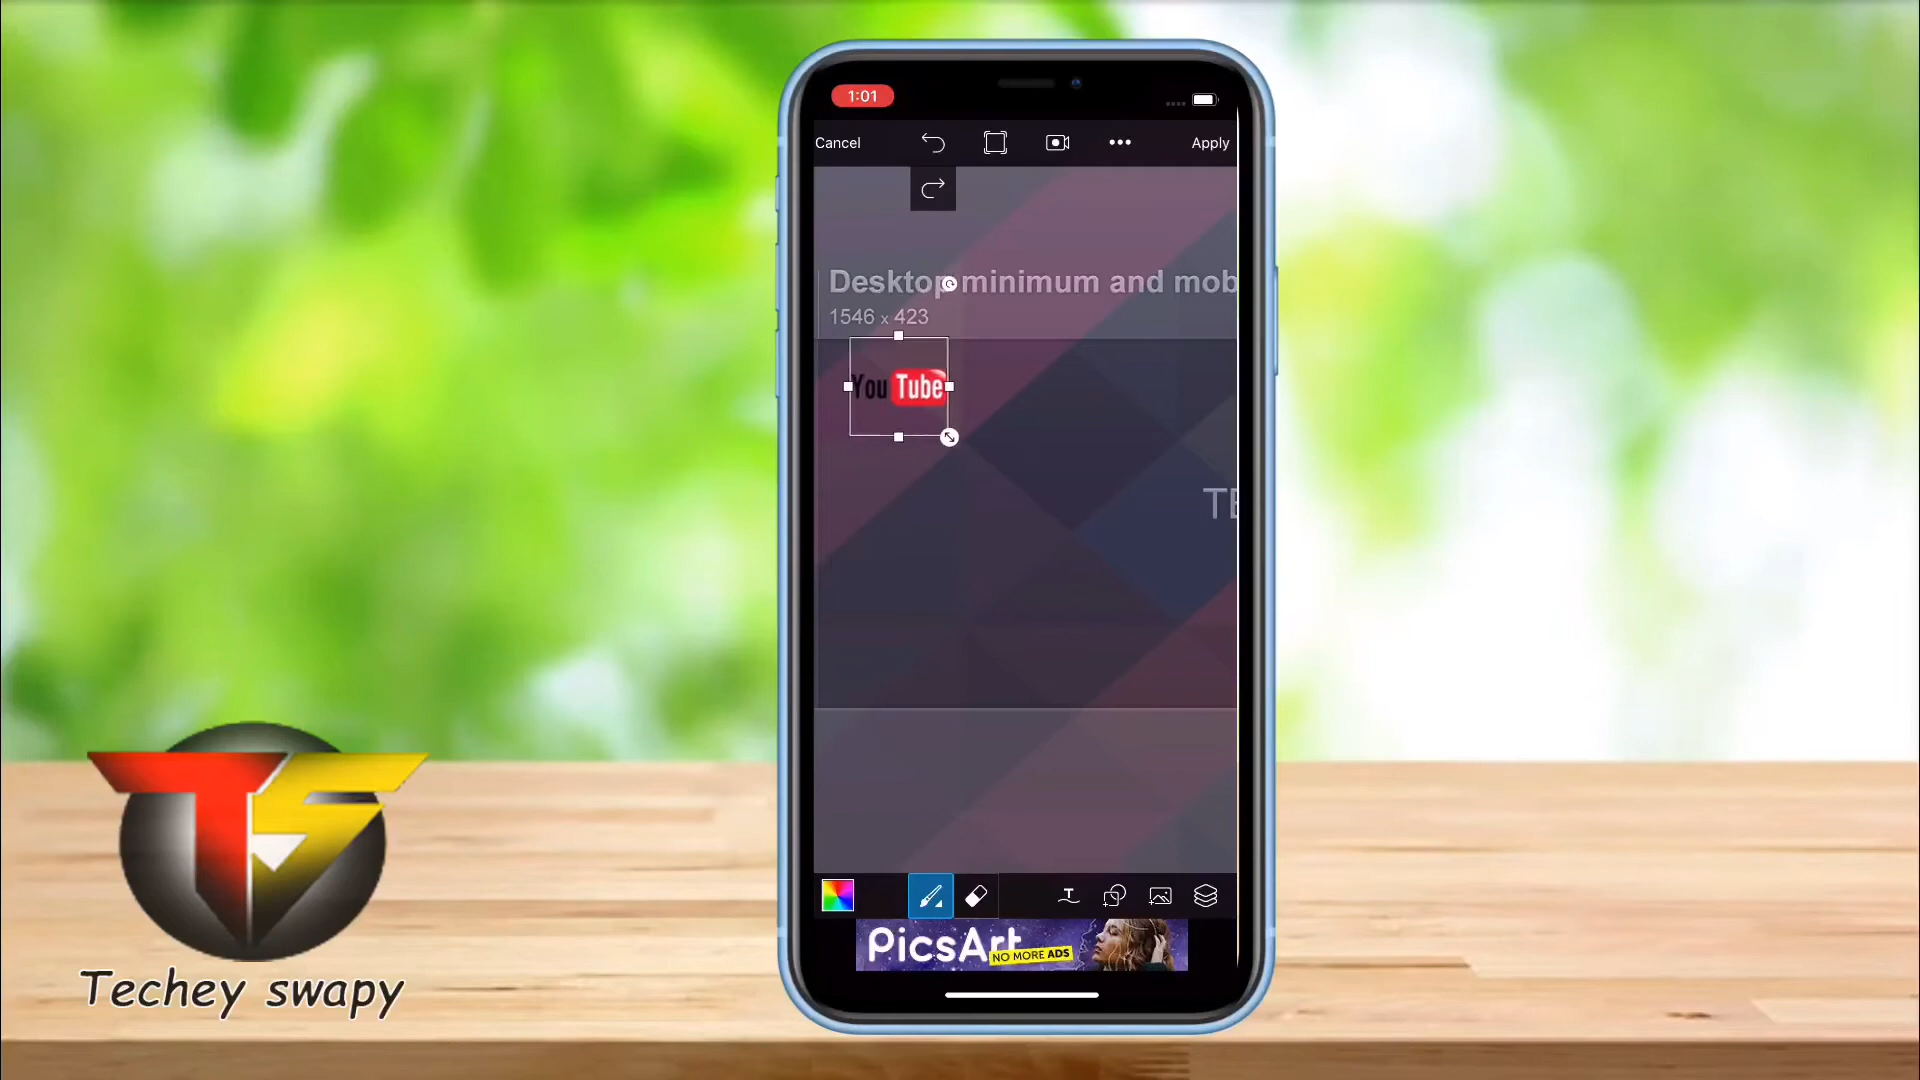 1:01
Cancel
Apply
Desktop minimum and mob
1546 x 423
You Tube
TE
PicsArt
NO MORE ADS
TS
Techey swapy